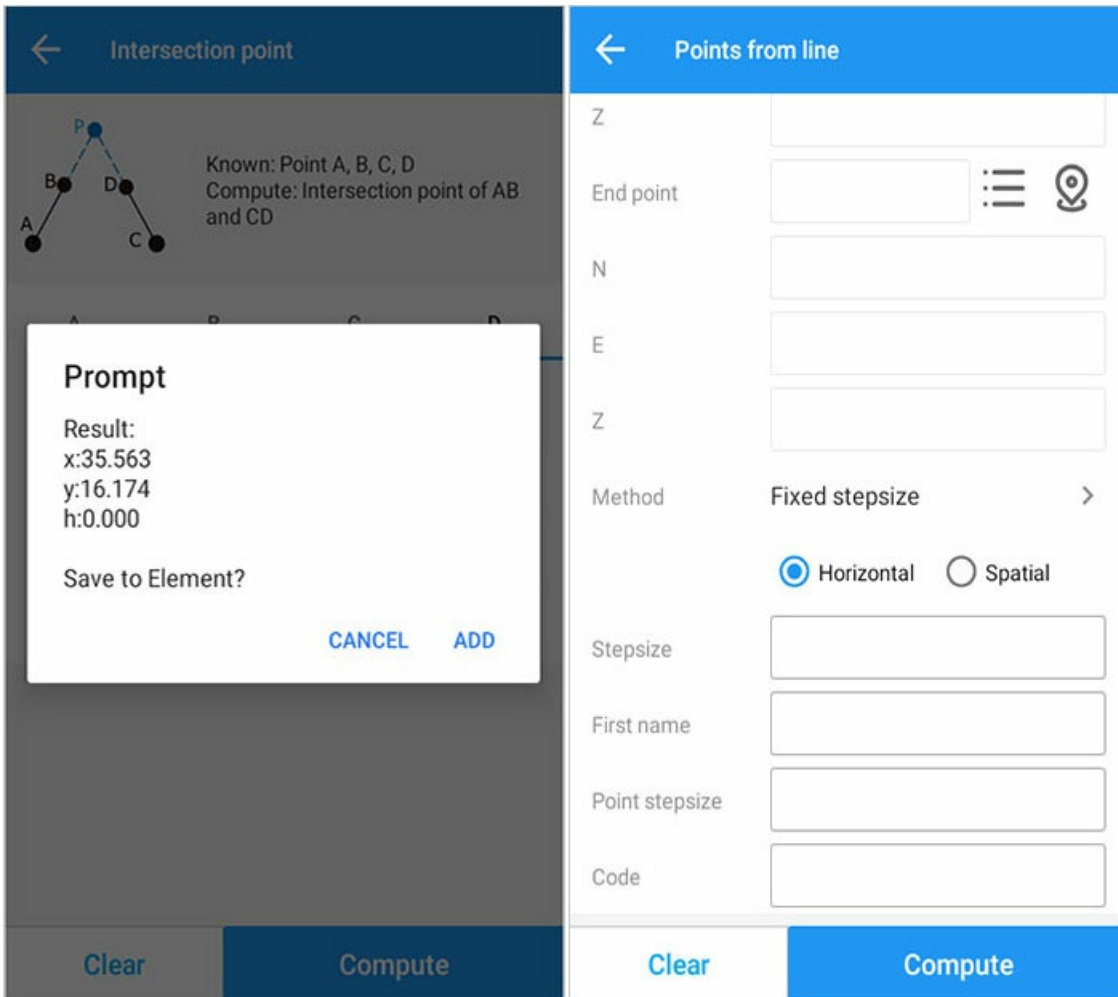 Intersection point
P
B
D
A
C
Known: Point A, B, C, D
Compute: Intersection point of AB
and CD
A B C D
Prompt
Result:
x:35.563
y:16.174
h:0.000
Save to Element?
CANCEL ADD
Clear Compute
Points from line
Z
End point
N
E
Z
Method Fixed stepsize
Horizontal Spatial
Stepsize
First name
Point stepsize
Code
Clear Compute